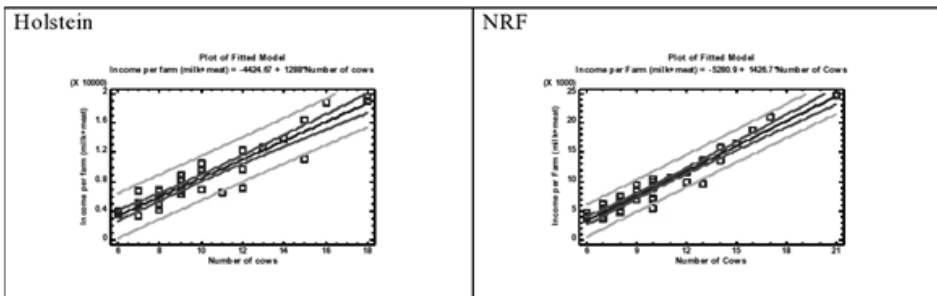 Holstein
Plot of Fitted Model
Income per farm (milk+meat) = -4424.67 + 1288*Number of cows
(X 10000)
Income per farm (milk+meat)
2
1.6
1.2
0.8
0.4
0
6 8 10 12 14 16 18
Number of cows
NRF
Plot of Fitted Model
Income per Farm (milk+meat) = -5280.9 + 1426.7*Number of Cows
(X 1000)
Income per Farm (milk+meat)
25
20
15
10
5
0
6 9 12 15 18 21
Number of Cows